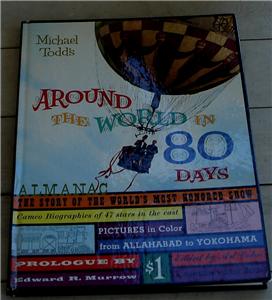 Michael
Todd's
AROUND
THE WORLD IN
80
DAYS
ALMANAC
THE STORY OF THE WORLD'S MOST HONORED SHOW
Cameo Biographies of 47 stars in the cast
PICTURES in Color
from ALLAHABAD to YOKOHAMA
PROLOGUE BY
Edward R. Murrow
$1